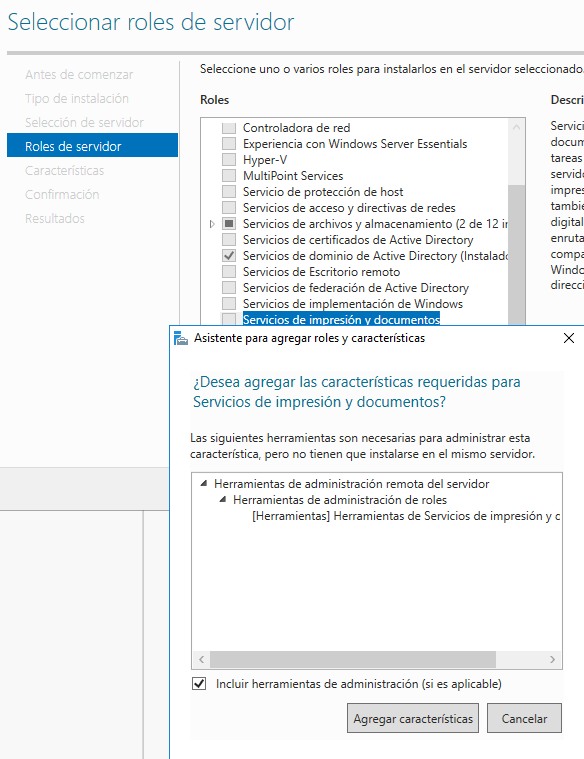 Seleccionar roles de servidor
Antes de comenzar
Tipo de instalación
Selección de servidor
Roles de servidor
Características
Confirmación
Resultados
Seleccione uno o varios roles para instalarlos en el servidor seleccionado.
Roles
Controladora de red
Experiencia con Windows Server Essentials
Hyper-V
MultiPoint Services
Servicio de protección de host
Servicios de acceso y directivas de redes
Servicios de archivos y almacenamiento (2 de 12 in
Servicios de certificados de Active Directory
Servicios de dominio de Active Directory (Instalado
Servicios de Escritorio remoto
Servicios de federación de Active Directory
Servicios de implementación de Windows
Servicios de impresión y documentos
Descri
Servici
docum
tareas
servido
impres
tambié
digital
enruta
compa
Windo
direcci
Asistente para agregar roles y características
¿Desea agregar las características requeridas para
Servicios de impresión y documentos?
Las siguientes herramientas son necesarias para administrar esta
característica, pero no tienen que instalarse en el mismo servidor.
Herramientas de administración remota del servidor
Herramientas de administración de roles
[Herramientas] Herramientas de Servicios de impresión y c
Incluir herramientas de administración (si es aplicable)
Agregar características
Cancelar